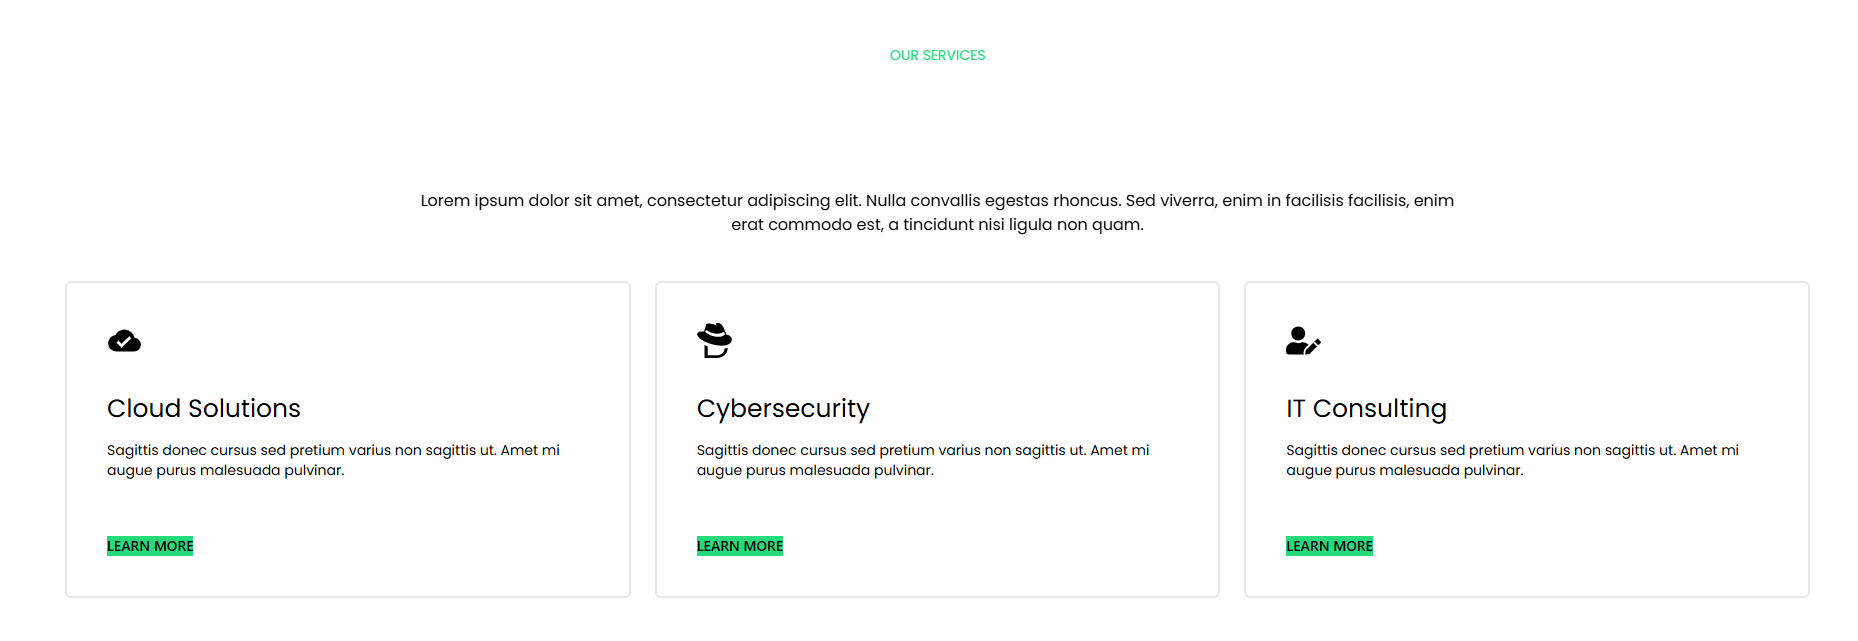 OUR SERVICES
Lorem ipsum dolor sit amet, consectetur adipiscing elit. Nulla convallis egestas rhoncus. Sed viverra, enim in facilisis facilisis, enim
erat commodo est, a tincidunt nisi ligula non quam.
Cloud Solutions
Sagittis donec cursus sed pretium varius non sagittis ut. Amet mi
augue purus malesuada pulvinar.
LEARN MORE
Cybersecurity
Sagittis donec cursus sed pretium varius non sagittis ut. Amet mi
augue purus malesuada pulvinar.
LEARN MORE
IT Consulting
Sagittis donec cursus sed pretium varius non sagittis ut. Amet mi
augue purus malesuada pulvinar.
LEARN MORE